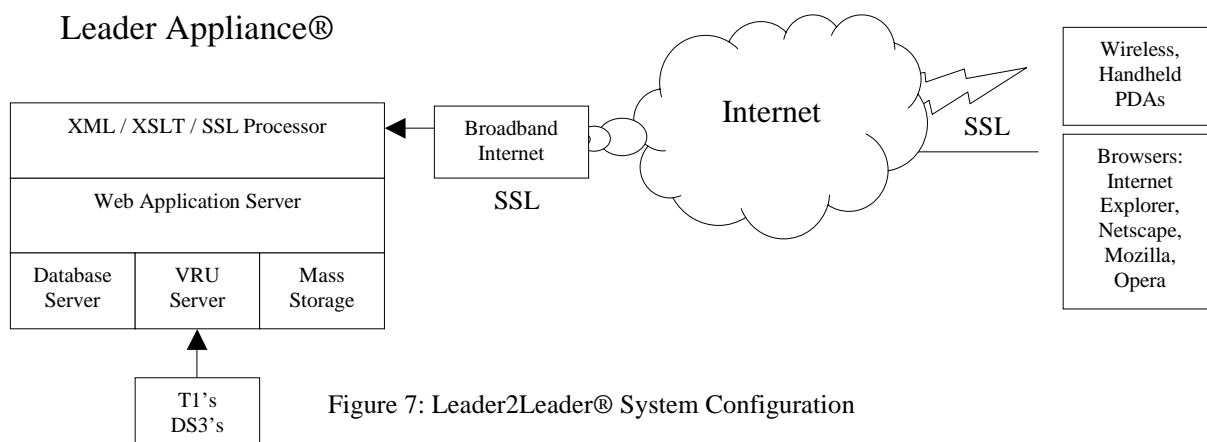 Leader Appliance®
XML / XSLT / SSL Processor
Web Application Server
Database
Server
VRU
Server
Mass
Storage
T1’s
DS3’s
Broadband
Internet
SSL
Internet
SSL
Wireless,
Handheld
PDAs
Browsers:
Internet
Explorer,
Netscape,
Mozilla,
Opera
Figure 7: Leader2Leader® System Configuration